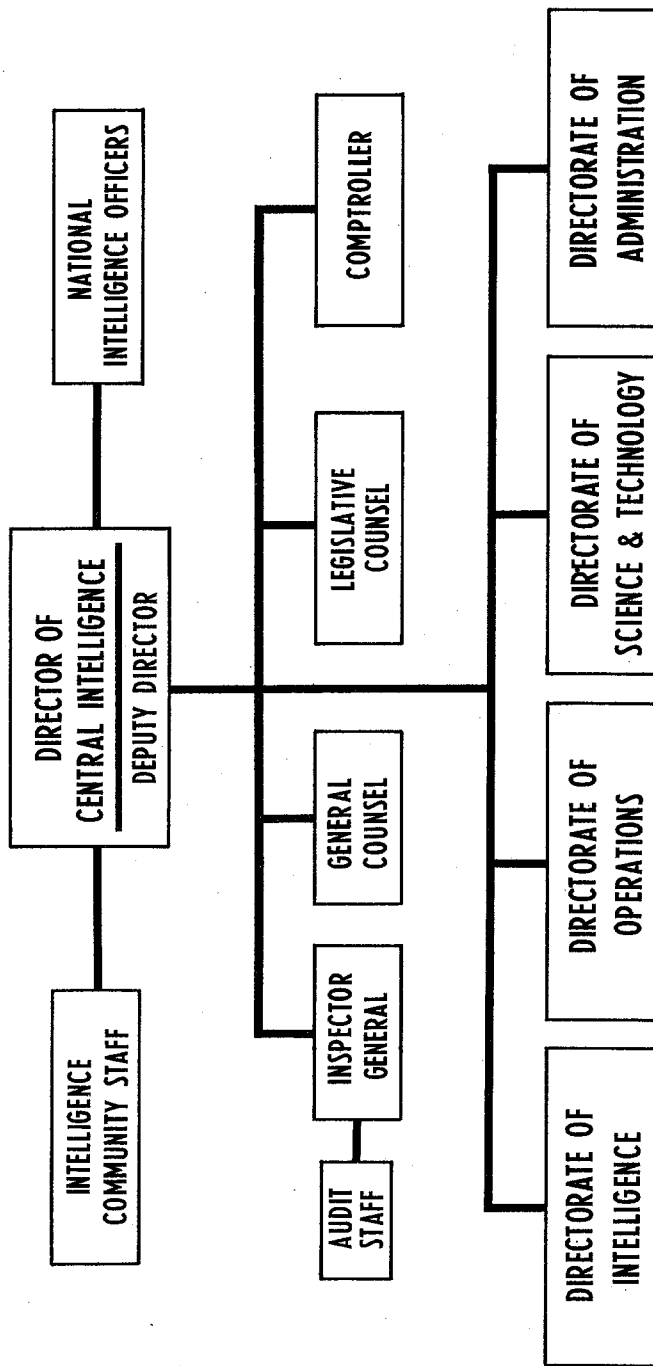 DIRECTOR OF
CENTRAL INTELLIGENCE
DEPUTY DIRECTOR
INTELLIGENCE
COMMUNITY STAFF
NATIONAL
INTELLIGENCE OFFICERS
AUDIT
STAFF
INSPECTOR
GENERAL
GENERAL
COUNSEL
LEGISLATIVE
COUNSEL
COMPTROLLER
DIRECTORATE OF
INTELLIGENCE
DIRECTORATE OF
OPERATIONS
DIRECTORATE OF
SCIENCE & TECHNOLOGY
DIRECTORATE OF
ADMINISTRATION